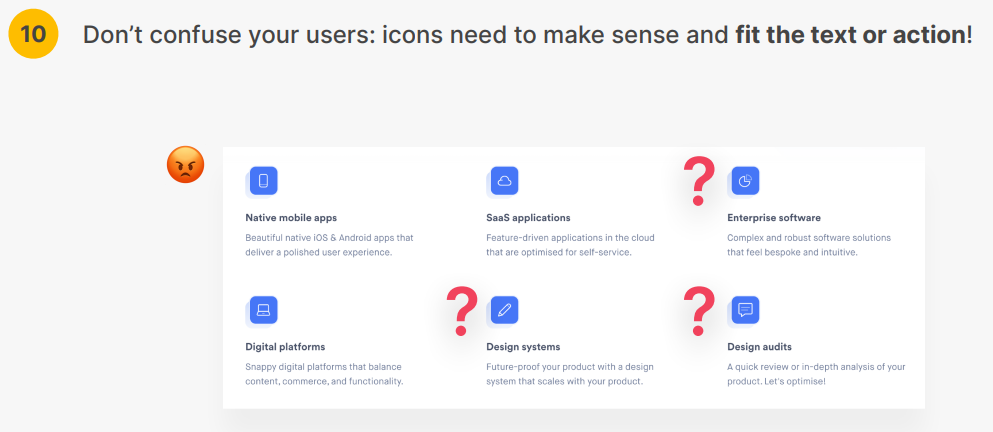 10
Don't confuse your users: icons need to make sense and fit the text or action!
?
Native mobile apps
Beautiful native iOS & Android apps that
deliver a polished user experience.
SaaS applications
Feature-driven applications in the cloud
that are optimised for self-service.
Enterprise software
Complex and robust software solutions
that feel bespoke and intuitive.
?
?
Digital platforms
Snappy digital platforms that balance
content, commerce, and functionality.
Design systems
Future-proof your product with a design
system that scales with your product.
Design audits
A quick review or in-depth analysis of your
product. Let's optimise!